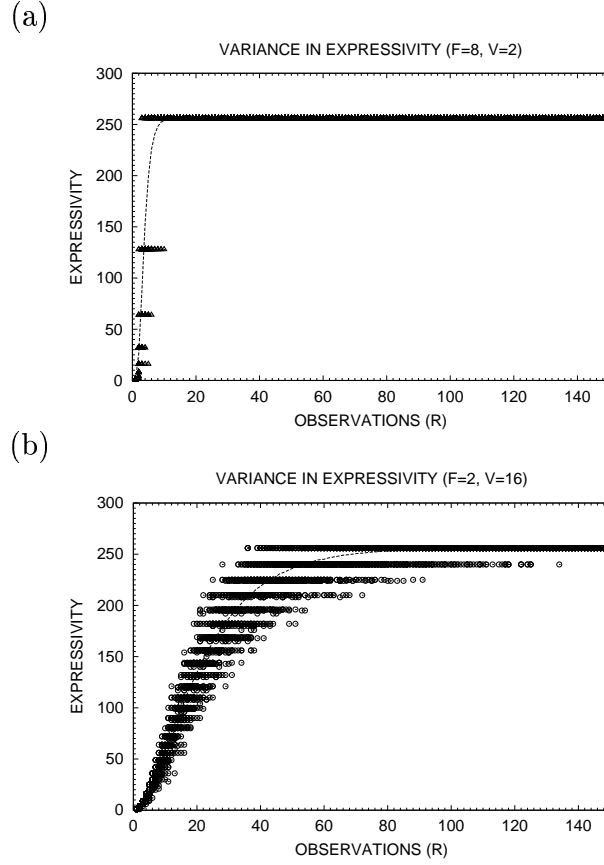 (a)
VARIANCE IN EXPRESSIVITY (F=8, V=2)
300
250
200
150
100
50
0
EXPRESSIVITY
0 20 40 60 80 100 120 140
OBSERVATIONS (R)
(b)
VARIANCE IN EXPRESSIVITY (F=2, V=16)
300
250
200
150
100
50
0
EXPRESSIVITY
0 20 40 60 80 100 120 140
OBSERVATIONS (R)